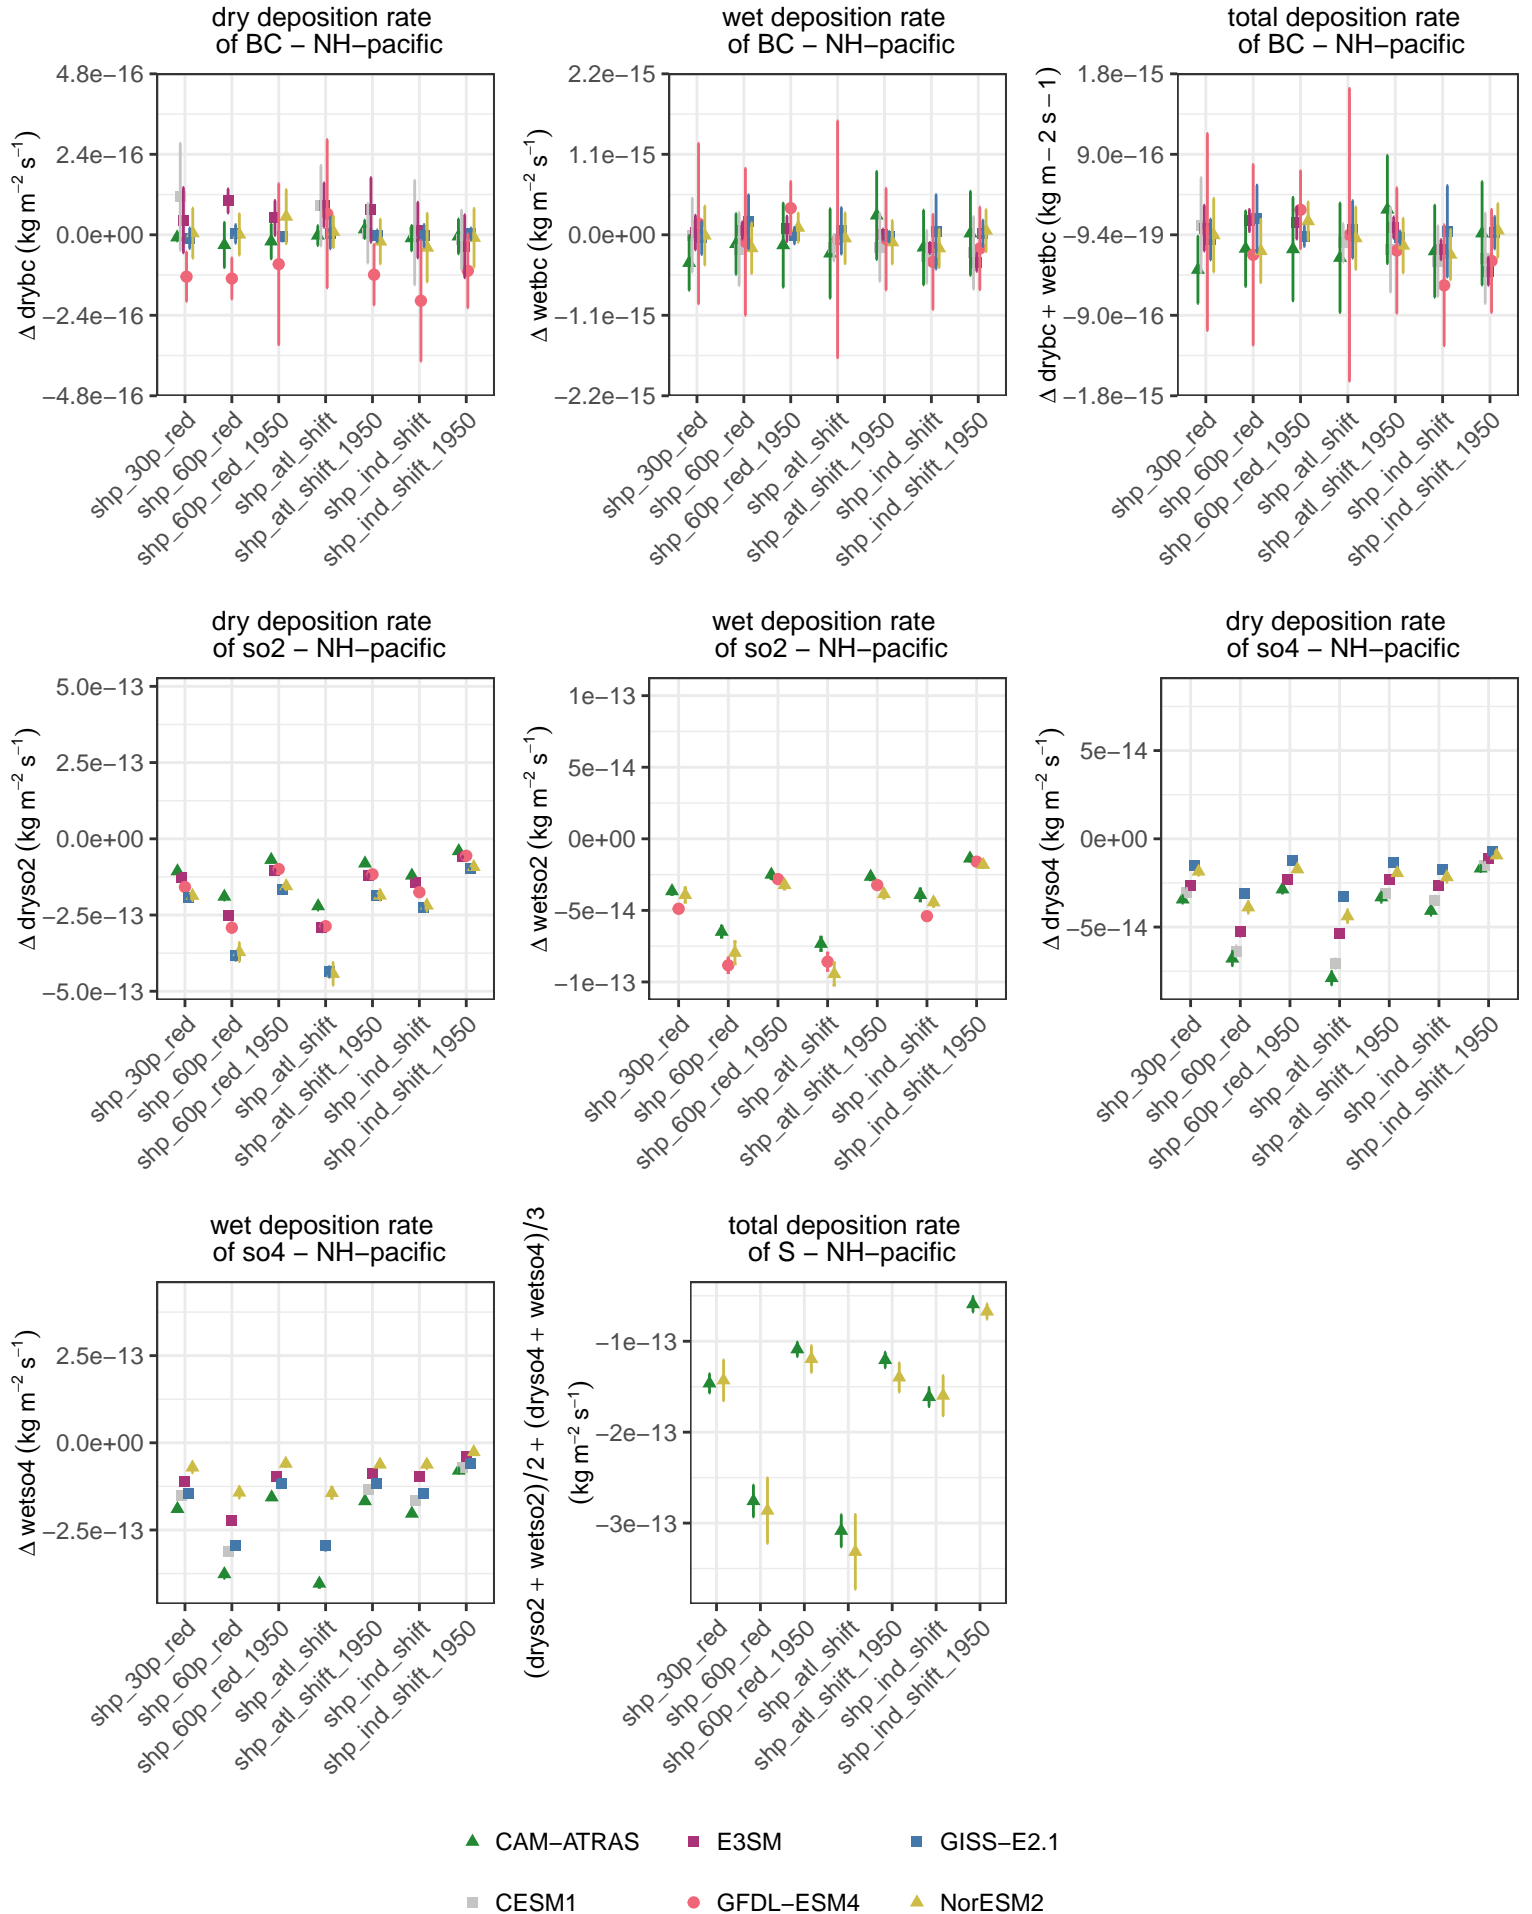 dry deposition rate
of BC − NH−pacific
Δ drybc (kg m−2 s−1)
4.8e−16
2.4e−16
0.0e+00
−2.4e−16
−4.8e−16
shp_30p_red
shp_60p_red
shp_60p_red_1950
shp_atl_shift
shp_atl_shift_1950
shp_ind_shift
shp_ind_shift_1950
wet deposition rate
of BC − NH−pacific
Δ wetbc (kg m−2 s−1)
2.2e−15
1.1e−15
0.0e+00
−1.1e−15
−2.2e−15
shp_30p_red
shp_60p_red
shp_60p_red_1950
shp_atl_shift
shp_atl_shift_1950
shp_ind_shift
shp_ind_shift_1950
total deposition rate
of BC − NH−pacific
Δ drybc + wetbc (kg m − 2 s − 1)
1.8e−15
9.0e−16
−9.4e−19
−9.0e−16
−1.8e−15
shp_30p_red
shp_60p_red
shp_60p_red_1950
shp_atl_shift
shp_atl_shift_1950
shp_ind_shift
shp_ind_shift_1950
dry deposition rate
of so2 − NH−pacific
Δ dryso2 (kg m−2 s−1)
5.0e−13
2.5e−13
0.0e+00
−2.5e−13
−5.0e−13
shp_30p_red
shp_60p_red
shp_60p_red_1950
shp_atl_shift
shp_atl_shift_1950
shp_ind_shift
shp_ind_shift_1950
wet deposition rate
of so2 − NH−pacific
Δ wetso2 (kg m−2 s−1)
1e−13
5e−14
0e+00
−5e−14
−1e−13
shp_30p_red
shp_60p_red
shp_60p_red_1950
shp_atl_shift
shp_atl_shift_1950
shp_ind_shift
shp_ind_shift_1950
dry deposition rate
of so4 − NH−pacific
Δ dryso4 (kg m−2 s−1)
5e−14
0e+00
−5e−14
shp_30p_red
shp_60p_red
shp_60p_red_1950
shp_atl_shift
shp_atl_shift_1950
shp_ind_shift
shp_ind_shift_1950
wet deposition rate
of so4 − NH−pacific
Δ wetso4 (kg m−2 s−1)
2.5e−13
0.0e+00
−2.5e−13
shp_30p_red
shp_60p_red
shp_60p_red_1950
shp_atl_shift
shp_atl_shift_1950
shp_ind_shift
shp_ind_shift_1950
total deposition rate
of S − NH−pacific
(dryso2 + wetso2)/2 + (dryso4 + wetso4)/3
(kg m−2 s−1)
−1e−13
−2e−13
−3e−13
shp_30p_red
shp_60p_red
shp_60p_red_1950
shp_atl_shift
shp_atl_shift_1950
shp_ind_shift
shp_ind_shift_1950
CAM−ATRAS
E3SM
GISS−E2.1
CESM1
GFDL−ESM4
NorESM2